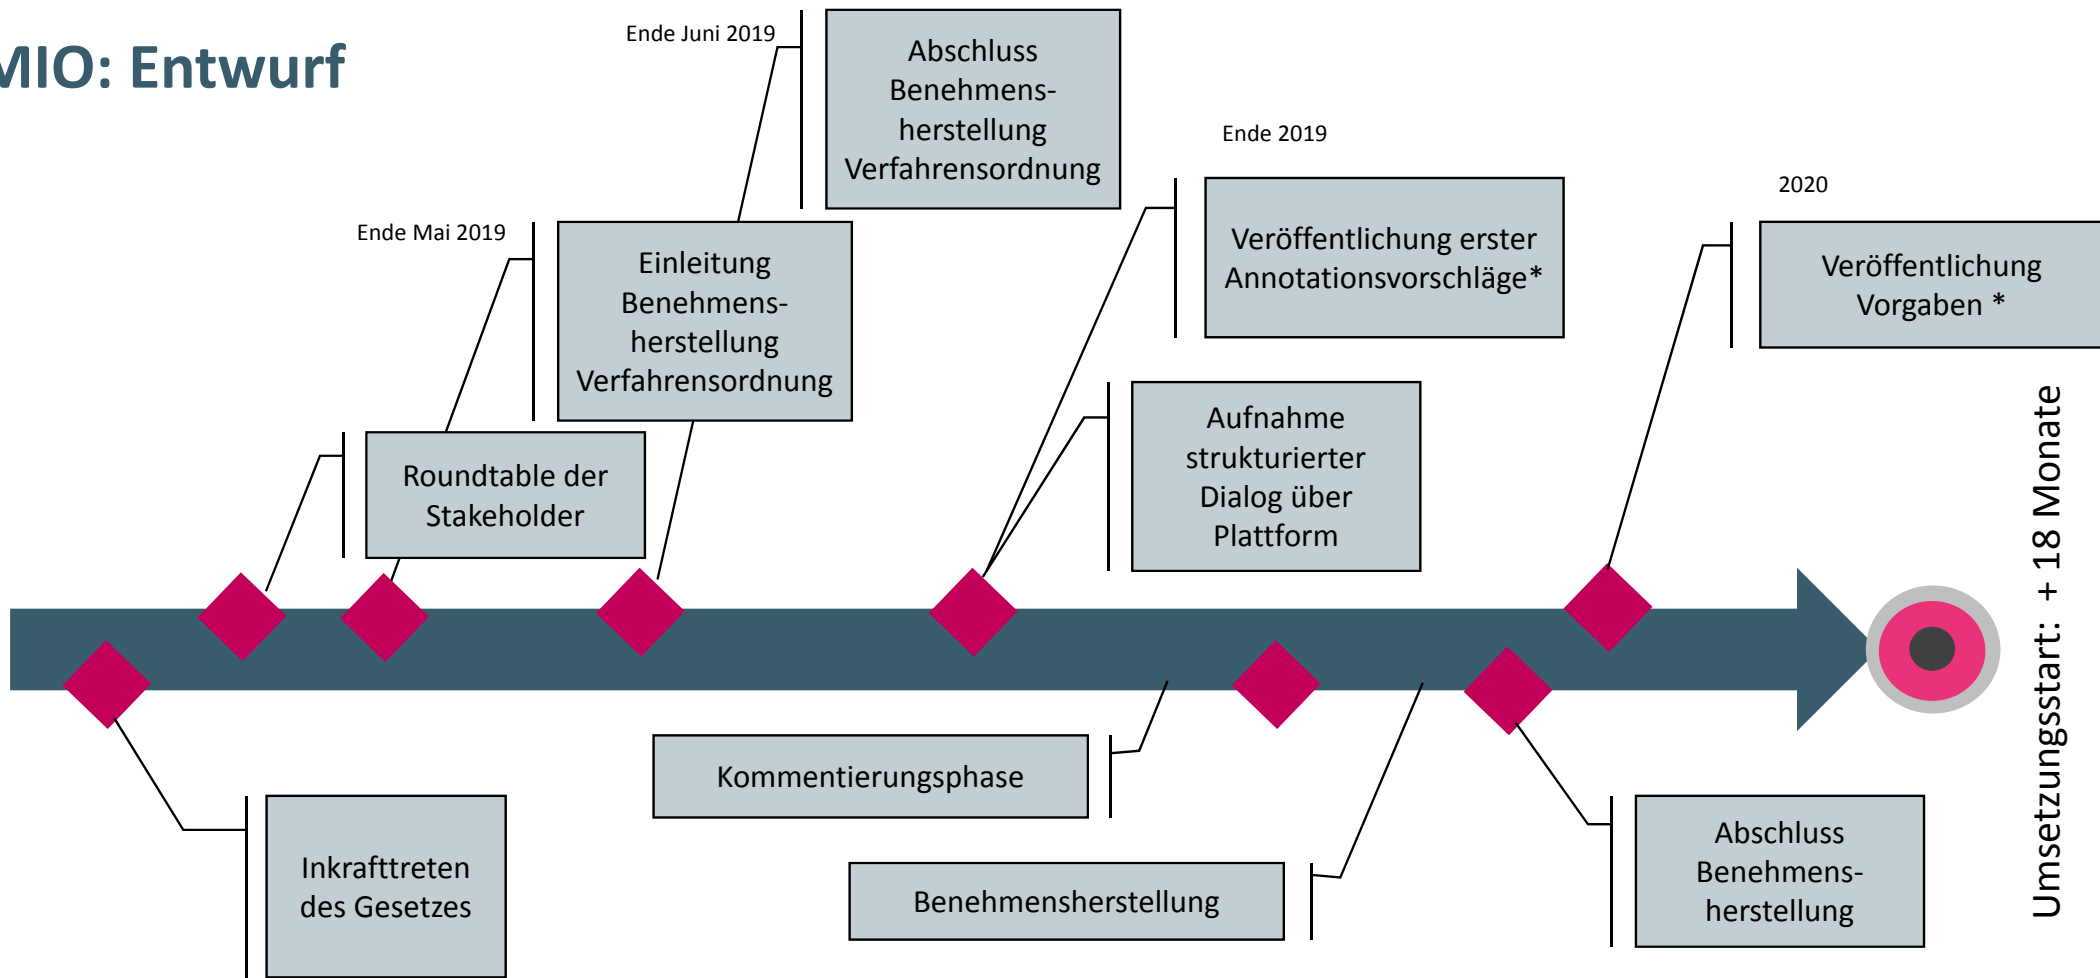 MIO: Entwurf
Ende Juni 2019
Abschluss
Benehmens-
herstellung
Verfahrensordnung
Ende Mai 2019
Einleitung
Benehmens-
herstellung
Verfahrensordnung
Roundtable der
Stakeholder
Ende 2019
Veröffentlichung erster
Annotationsvorschläge*
Aufnahme
strukturierter
Dialog über
Plattform
2020
Veröffentlichung
Vorgaben *
Inkrafttreten
des Gesetzes
Kommentierungsphase
Benehmensherstellung
Abschluss
Benehmens-
herstellung
Umsetzungsstart: + 18 Monate